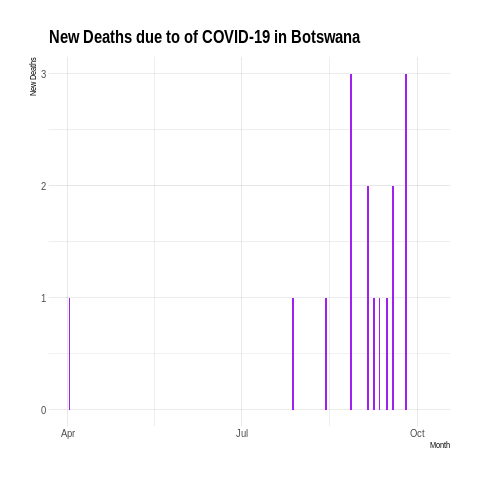 New Deaths due to of COVID-19 in Botswana
New Deaths
3
2
1
0
Apr Jul Oct
Month